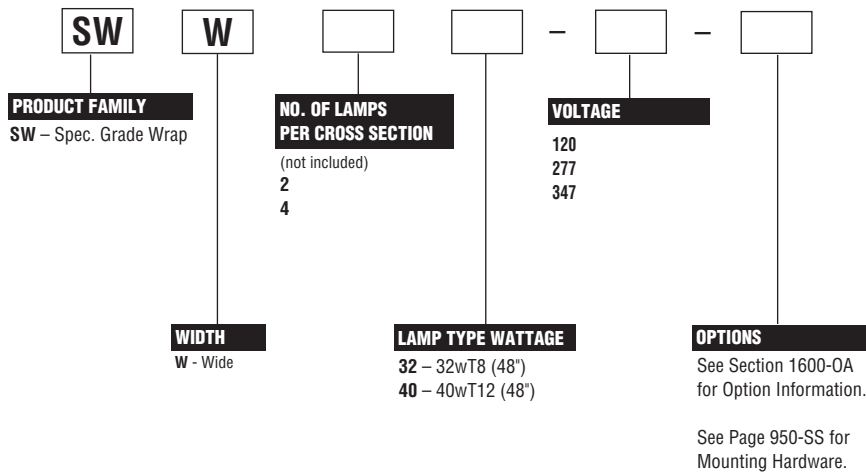 SW W – –
PRODUCT FAMILY
SW – Spec. Grade Wrap
NO. OF LAMPS
PER CROSS SECTION
(not included)
2
4
VOLTAGE
120
277
347
WIDTH
W - Wide
LAMP TYPE WATTAGE
32 – 32wT8 (48")
40 – 40wT12 (48")
OPTIONS
See Section 1600-OA
for Option Information.
See Page 950-SS for
Mounting Hardware.